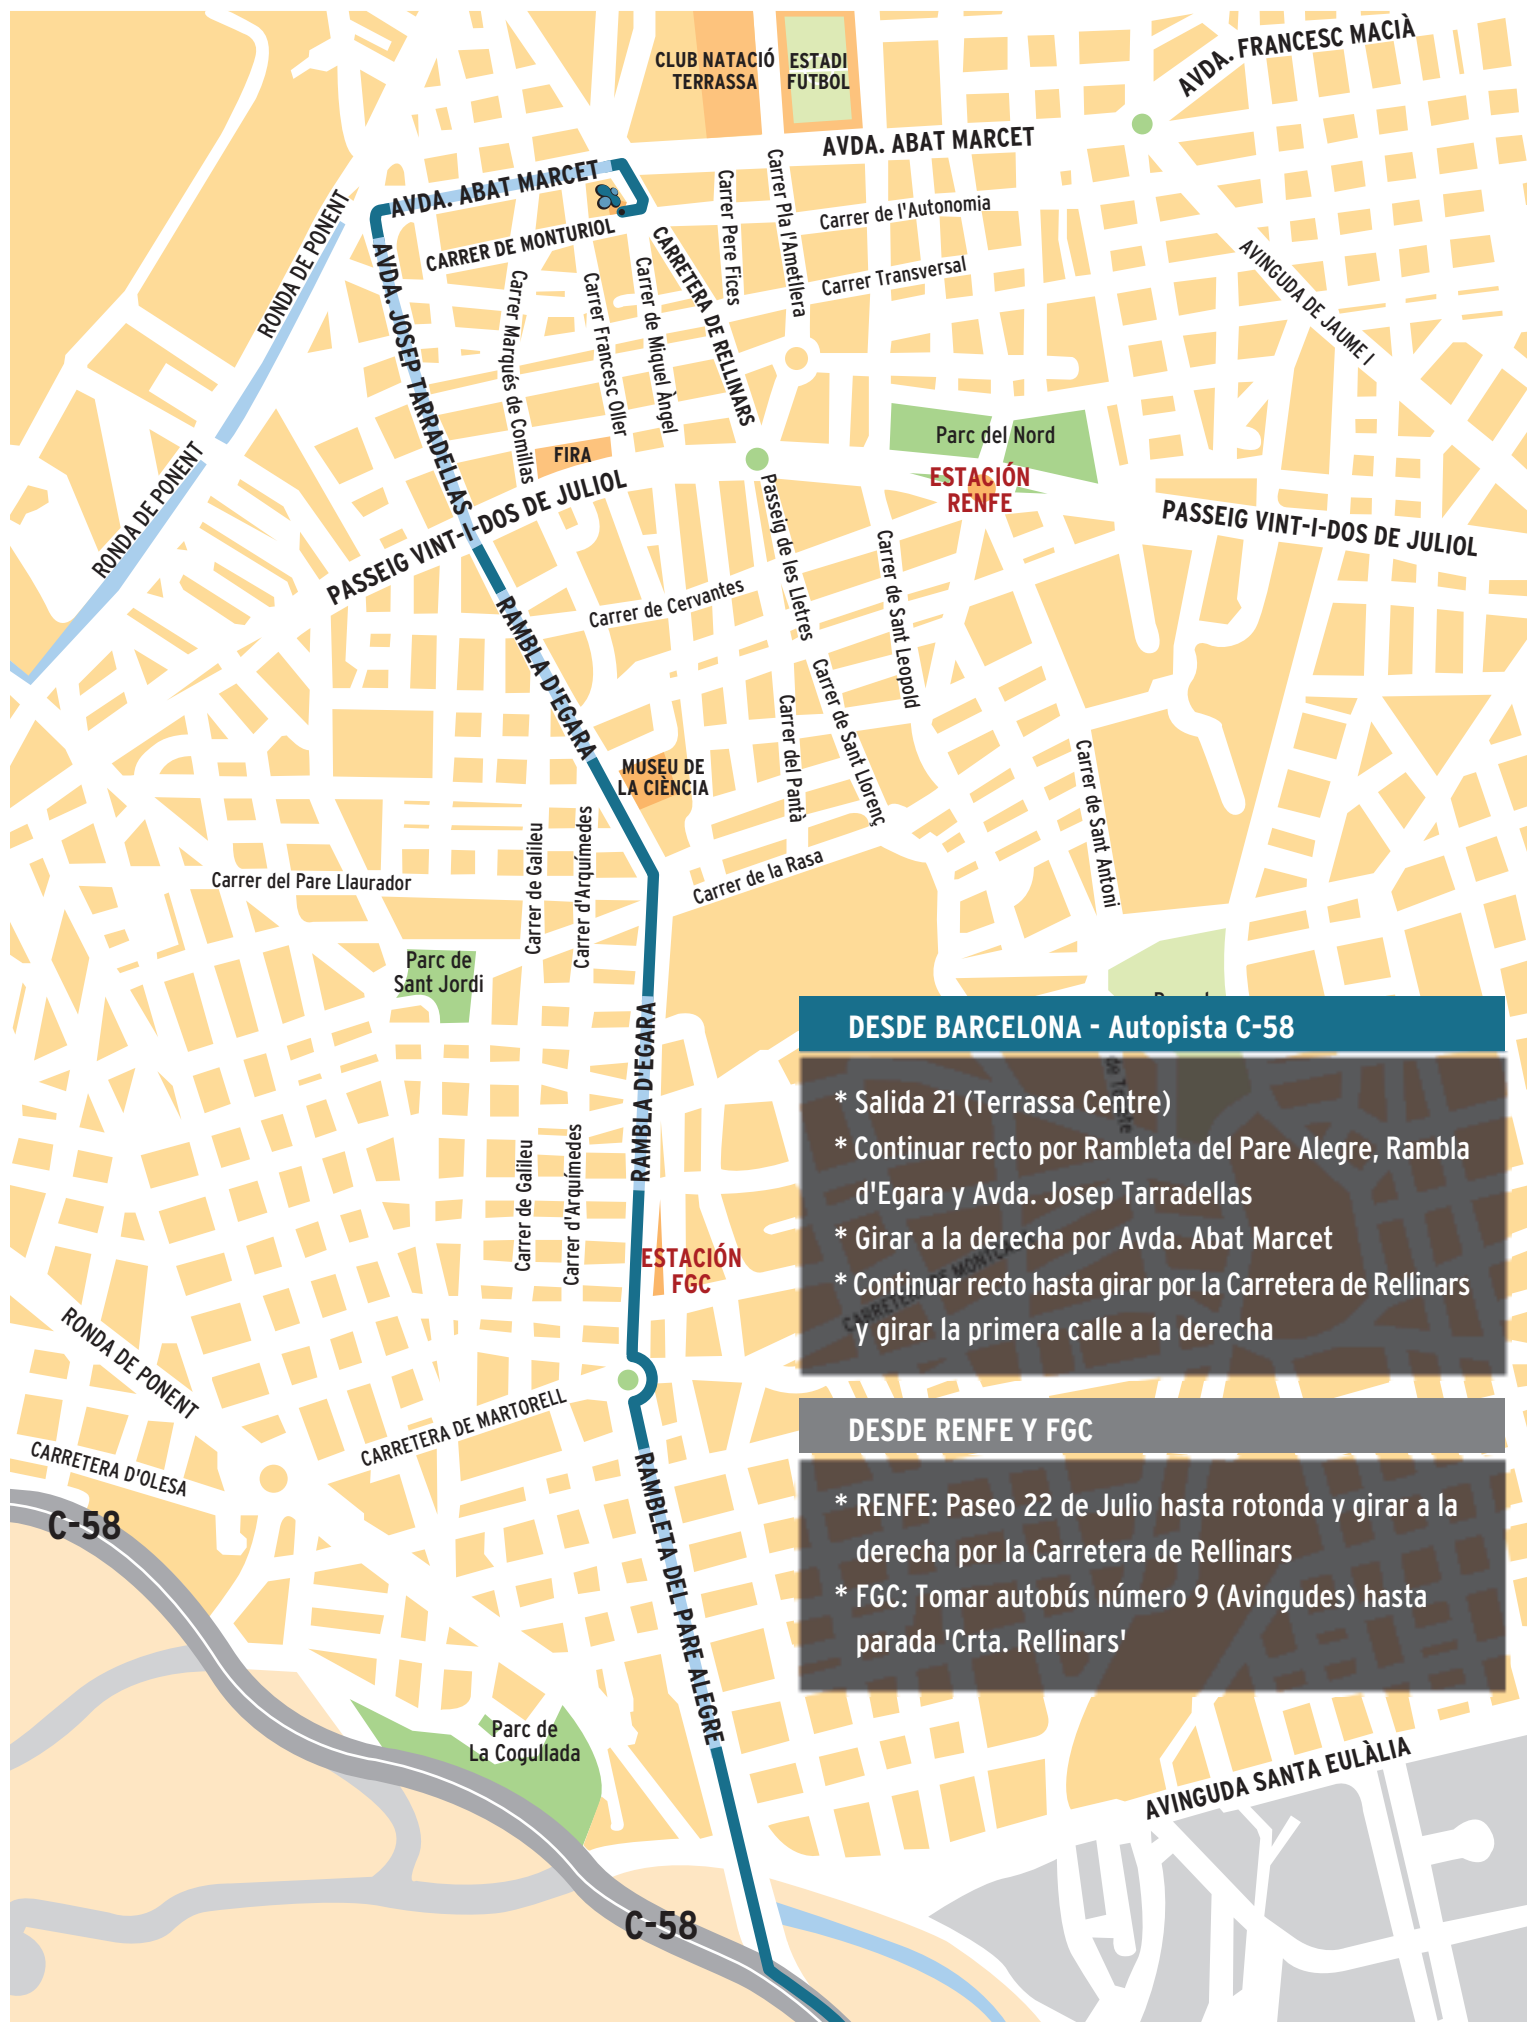 CLUB NATACIÓ
TERRASSA
ESTADI
FUTBOL
AVDA. FRANCESC MACIÀ
AVDA. ABAT MARCET
AVDA. ABAT MARCET
RONDA DE PONENT
CARRER DE MONTURIOL
Carrer Pere Fices
Carrer Pla l'Ametllera
Carrer de l'Autonomia
Carrer Transversal
AVINGUDA DE JAUME I
AVDA. JOSEP TARRADELLAS
Carrer Marqués de Comillas
Carrer Francesc Oller
Carrer de Miquel Àngel
CARRETERA DE RELLINARS
RONDA DE PONENT
FIRA
Parc del Nord
ESTACIÓN
RENFE
PASSEIG VINT-I-DOS DE JULIOL
PASSEIG VINT-I-DOS DE JULIOL
Passeig de les Lletres
Carrer de Sant Leopold
Carrer de Cervantes
RAMBLA D'EGARA
Carrer de Sant Llorenç
Carrer del Pantà
Carrer de Sant Antoni
MUSEU DE
LA CIÈNCIA
Carrer de Galileu
Carrer d'Arquímedes
Carrer del Pare Llaurador
Carrer de la Rasa
Parc de
Sant Jordi
RAMBLA D'EGARA
DESDE BARCELONA - Autopista C-58
* Salida 21 (Terrassa Centre)
* Continuar recto por Rambleta del Pare Alegre, Rambla
d'Egara y Avda. Josep Tarradellas
* Girar a la derecha por Avda. Abat Marcet
* Continuar recto hasta girar por la Carretera de Rellinars
y girar la primera calle a la derecha
Carrer de Galileu
Carrer d'Arquímedes
ESTACIÓN
FGC
RONDA DE PONENT
CARRETERA DE MARTORELL
CARRETERA D'OLESA
C-58
DESDE RENFE Y FGC
* RENFE: Paseo 22 de Julio hasta rotonda y girar a la
derecha por la Carretera de Rellinars
* FGC: Tomar autobús número 9 (Avingudes) hasta
parada 'Crta. Rellinars'
RAMBLETA DEL PARE ALEGRE
Parc de
La Cogullada
AVINGUDA SANTA EULÀLIA
C-58